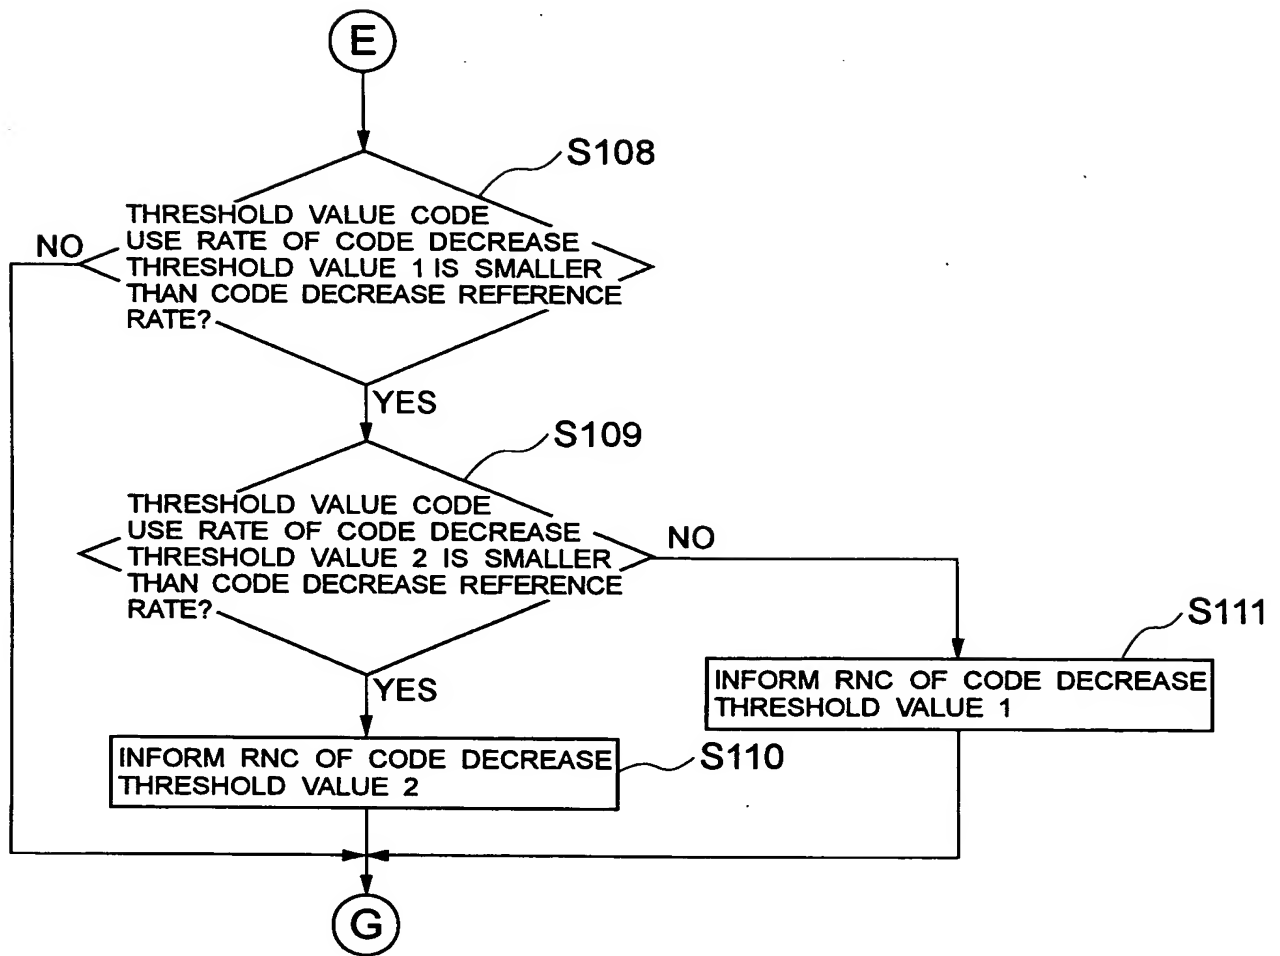 E
S108
THRESHOLD VALUE CODE
USE RATE OF CODE DECREASE
THRESHOLD VALUE 1 IS SMALLER
THAN CODE DECREASE REFERENCE
RATE?
NO
YES
S109
THRESHOLD VALUE CODE
USE RATE OF CODE DECREASE
THRESHOLD VALUE 2 IS SMALLER
THAN CODE DECREASE REFERENCE
RATE?
NO
YES
S111
INFORM RNC OF CODE DECREASE
THRESHOLD VALUE 1
S110
INFORM RNC OF CODE DECREASE
THRESHOLD VALUE 2
G